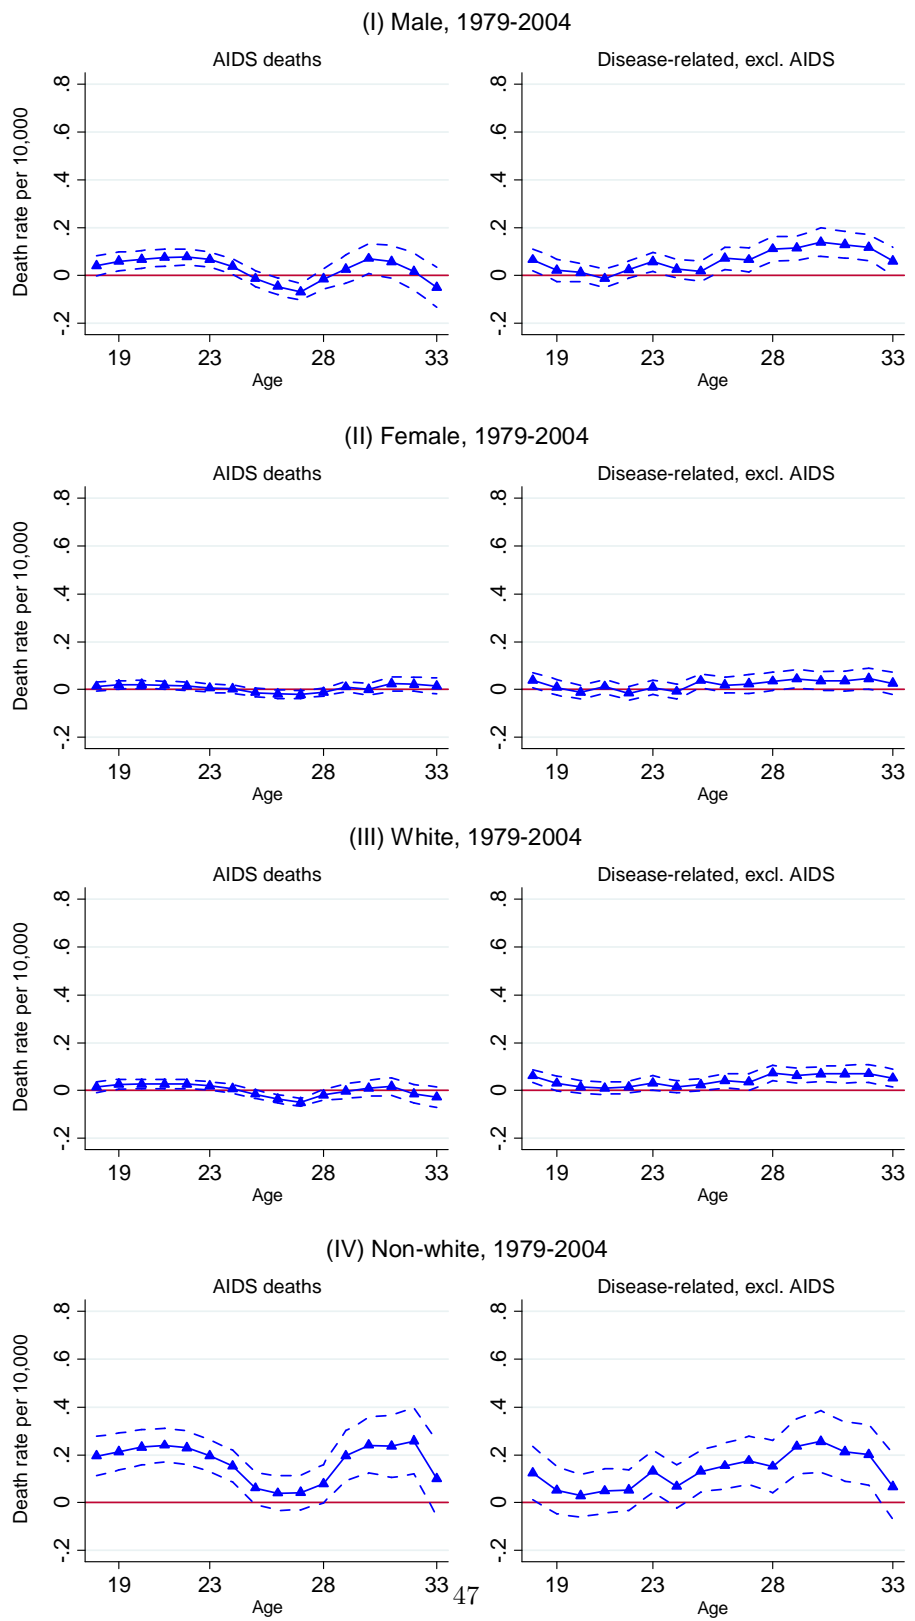 (I) Male, 1979-2004
AIDS deaths
Disease-related, excl. AIDS
Death rate per 10,000
.8
.6
.4
.2
0
-.2
19 23 28 33
Age
.8
.6
.4
.2
0
-.2
19 23 28 33
Age
(II) Female, 1979-2004
AIDS deaths
Disease-related, excl. AIDS
Death rate per 10,000
.8
.6
.4
.2
0
-.2
19 23 28 33
Age
.8
.6
.4
.2
0
-.2
19 23 28 33
Age
(III) White, 1979-2004
AIDS deaths
Disease-related, excl. AIDS
Death rate per 10,000
.8
.6
.4
.2
0
-.2
19 23 28 33
Age
.8
.6
.4
.2
0
-.2
19 23 28 33
Age
(IV) Non-white, 1979-2004
AIDS deaths
Disease-related, excl. AIDS
Death rate per 10,000
.8
.6
.4
.2
0
-.2
19 23 28 33
Age
.8
.6
.4
.2
0
-.2
19 23 28 33
Age
47